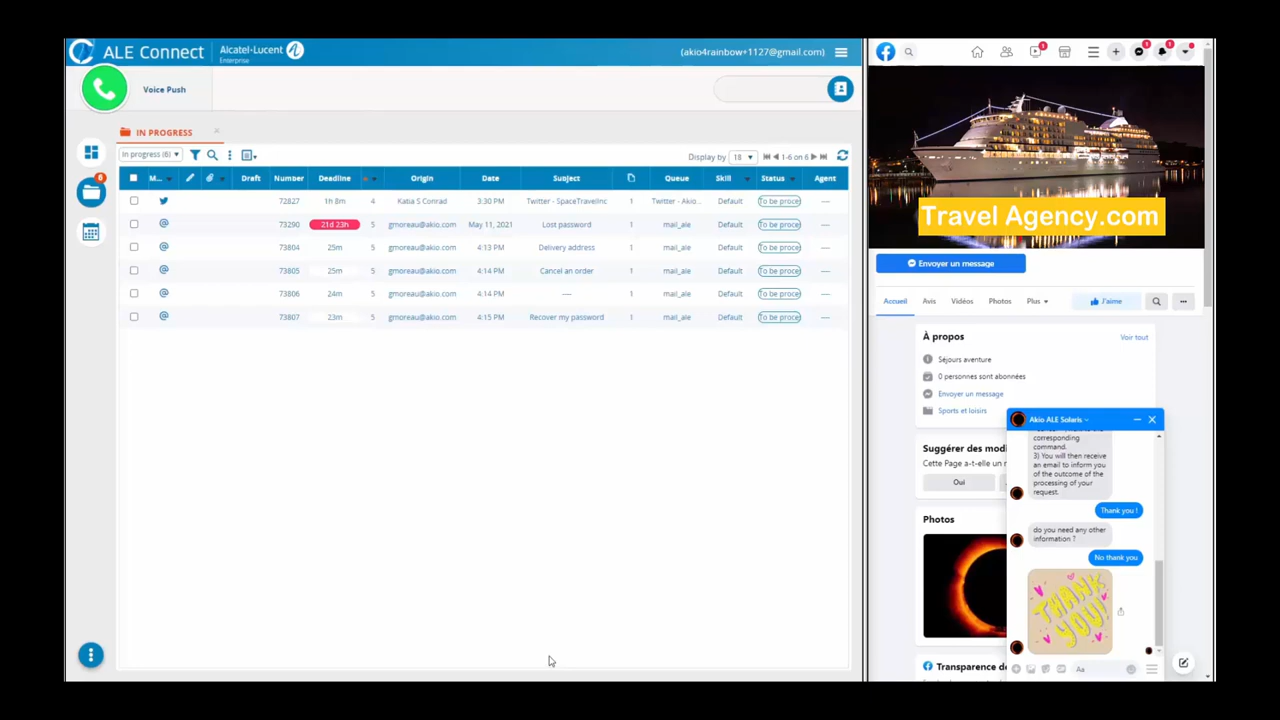 ALE Connect
Alcatel·Lucent
Enterprise
(akio4rainbow+1127@gmail.com)
Voice Push
IN PROGRESS
In progress (6)
Display by 18 1-6 on 6
M... Draft Number Deadline Origin Date Subject Queue Skill Status Agent
72827 1h 8m 4 Katia S Conrad 3:30 PM Twitter - SpaceTravelInc 1 Twitter - Akio... Default To be proce ---
73290 21d 23h 5 gmoreau@akio.com May 11, 2021 Lost password 1 mail_ale Default To be proce ---
73804 25m 5 gmoreau@akio.com 4:13 PM Delivery address 1 mail_ale Default To be proce ---
73805 25m 5 gmoreau@akio.com 4:14 PM Cancel an order 1 mail_ale Default To be proce ---
73806 24m 5 gmoreau@akio.com 4:14 PM --- 1 mail_ale Default To be proce ---
73807 23m 5 gmoreau@akio.com 4:15 PM Recover my password 1 mail_ale Default To be proce ---
6
Travel Agency.com
Envoyer un message
Accueil Avis Vidéos Photos Plus J'aime
À propos Voir tout
Séjours aventure
0 personnes sont abonnées
Envoyer un message
Sports et loisirs
Suggérer des modi
Cette Page a-t-elle un
Oui
Photos
Transparence de
Akio ALE Solaris
corresponding
command.
3) You will then receive
an email to inform you
of the outcome of the
processing of your
request.
Thank you !
do you need any other
information ?
No thank you
THANK
YOU!
Aa